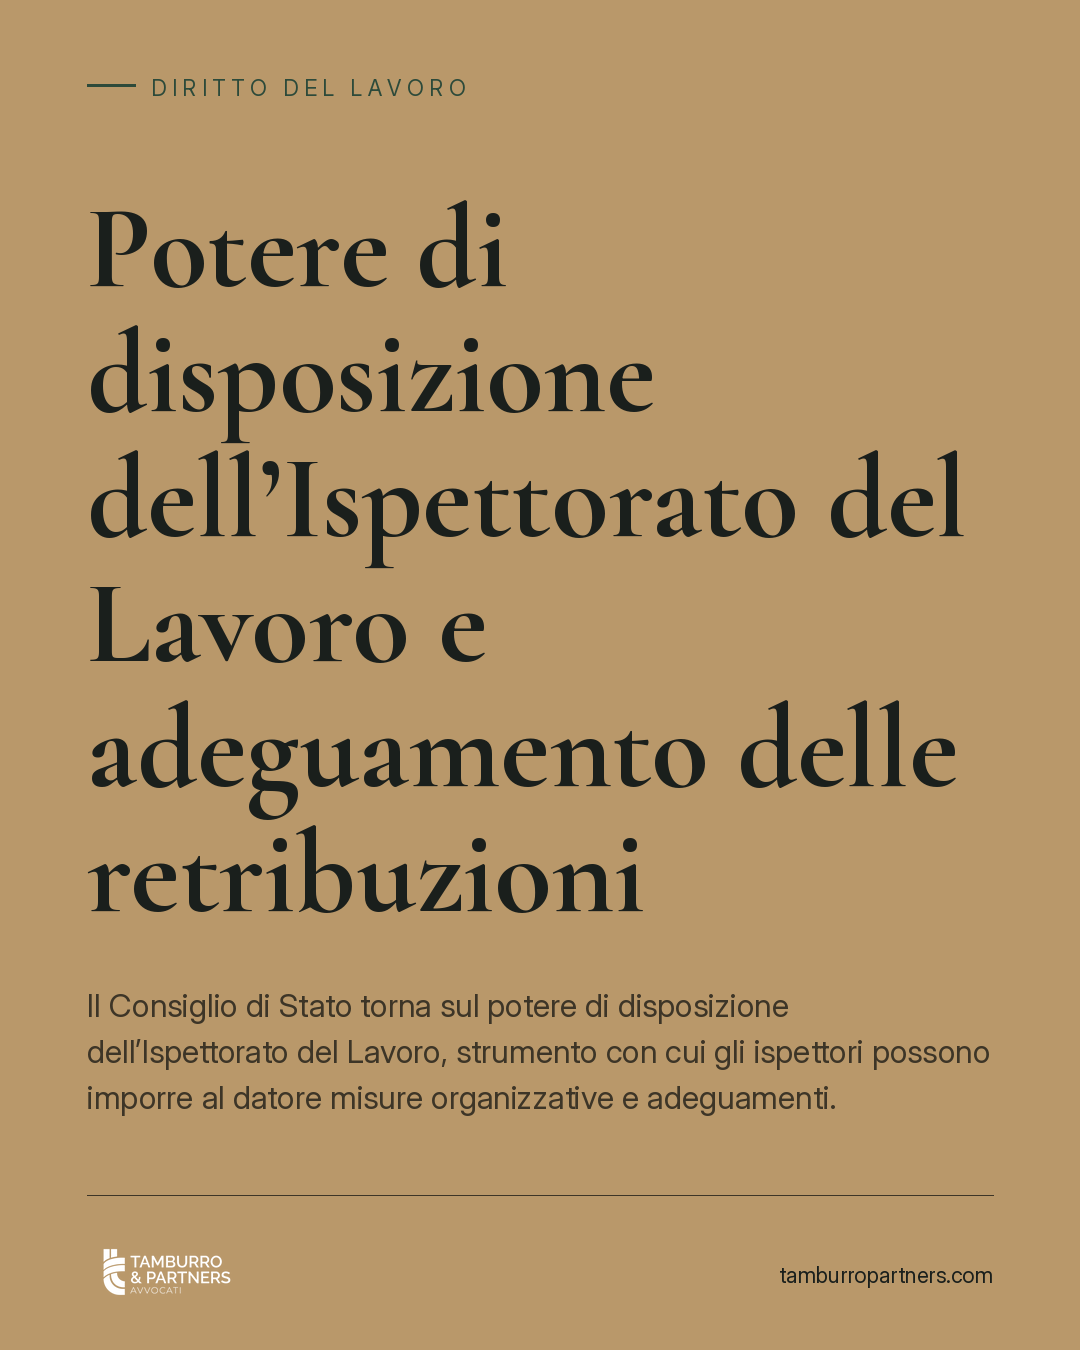 DIRITTO DEL LAVORO
Potere di
disposizione
dell’Ispettorato del
Lavoro e
adeguamento delle
retribuzioni
Il Consiglio di Stato torna sul potere di disposizione
dell’Ispettorato del Lavoro, strumento con cui gli ispettori possono
imporre al datore misure organizzative e adeguamenti.
TAMBURRO
& PARTNERS
AVVOCATI
tamburropartners.com